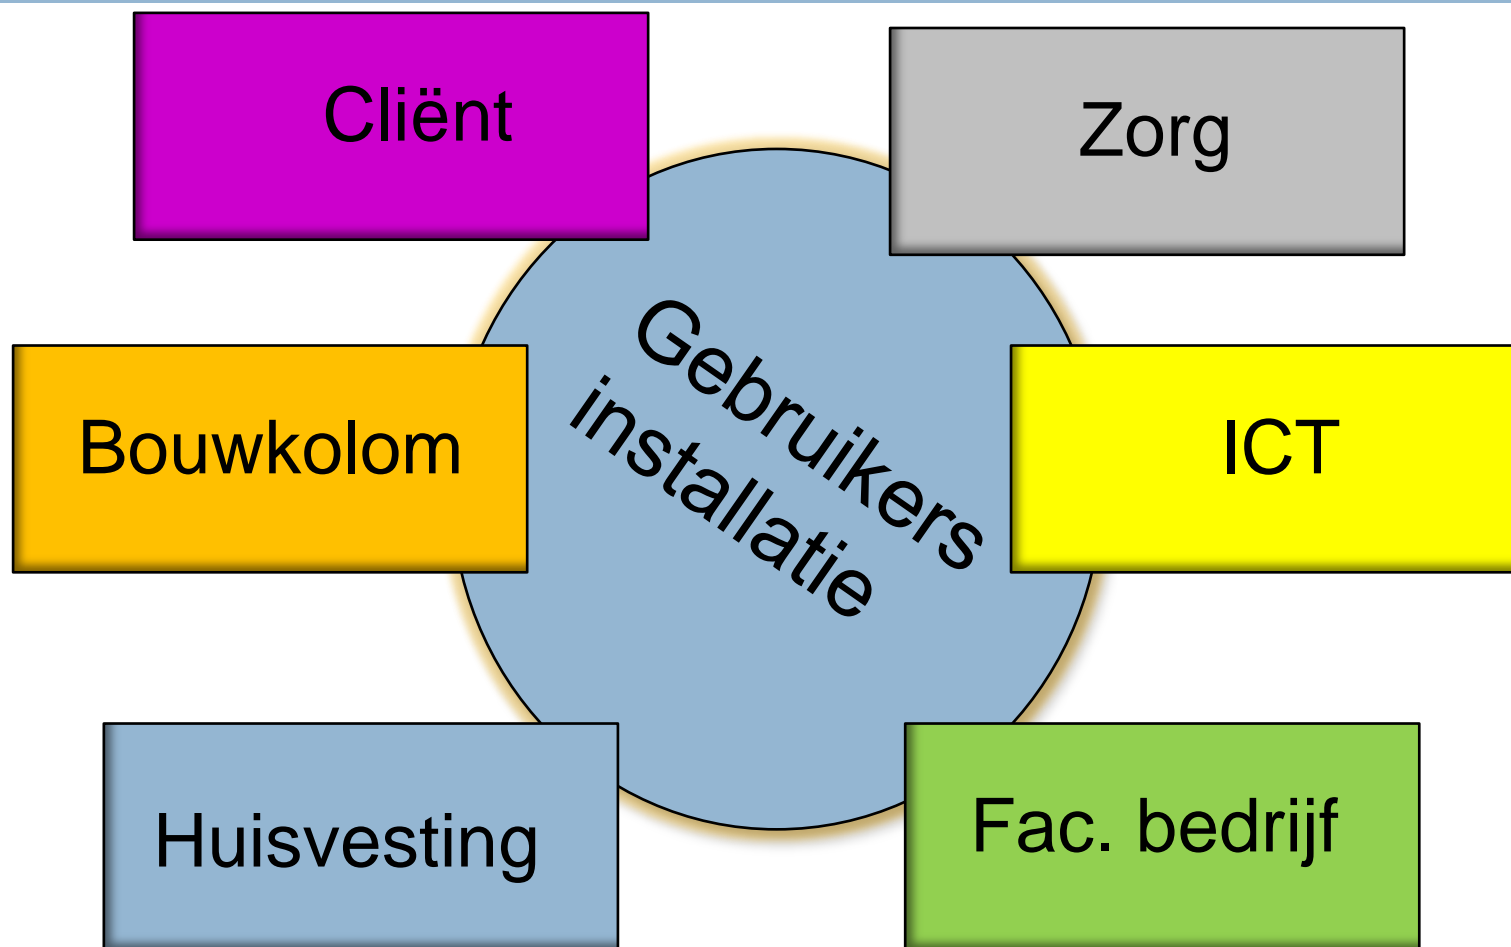 Cliënt
Zorg
Gebruikers
installatie
Bouwkolom
ICT
Huisvesting
Fac. bedrijf